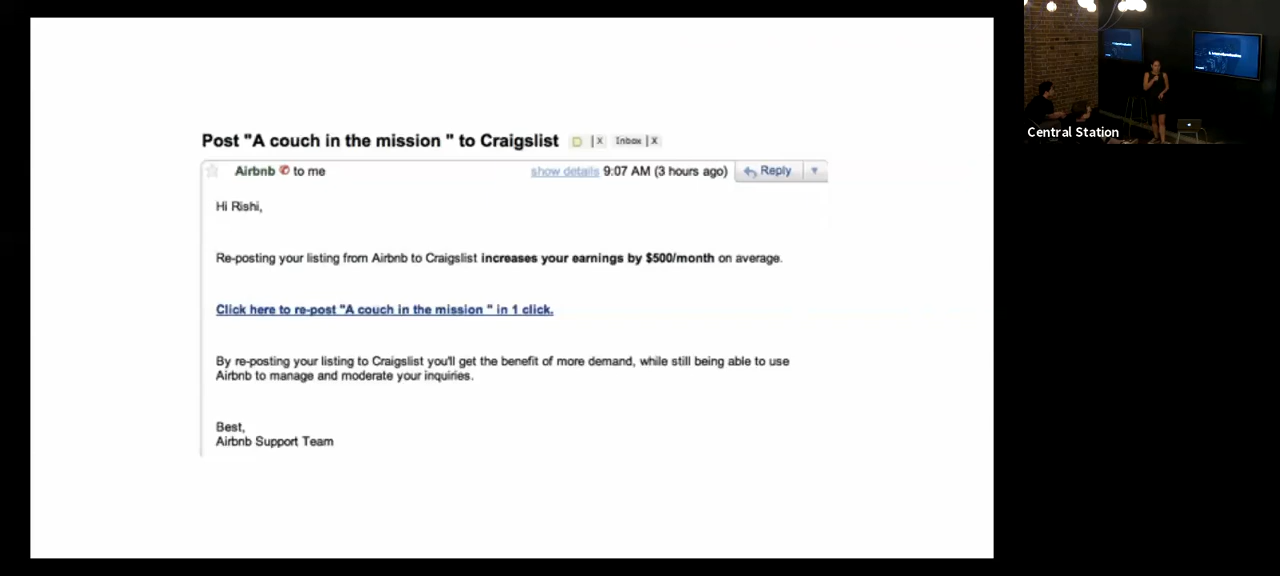 Post "A couch in the mission " to Craigslist | X Inbox | X
Airbnb to me show details 9:07 AM (3 hours ago) Reply
Hi Rishi,
Re-posting your listing from Airbnb to Craigslist increases your earnings by $500/month on average.
Click here to re-post "A couch in the mission " in 1 click.
By re-posting your listing to Craigslist you'll get the benefit of more demand, while still being able to use
Airbnb to manage and moderate your inquiries.
Best,
Airbnb Support Team
Central Station